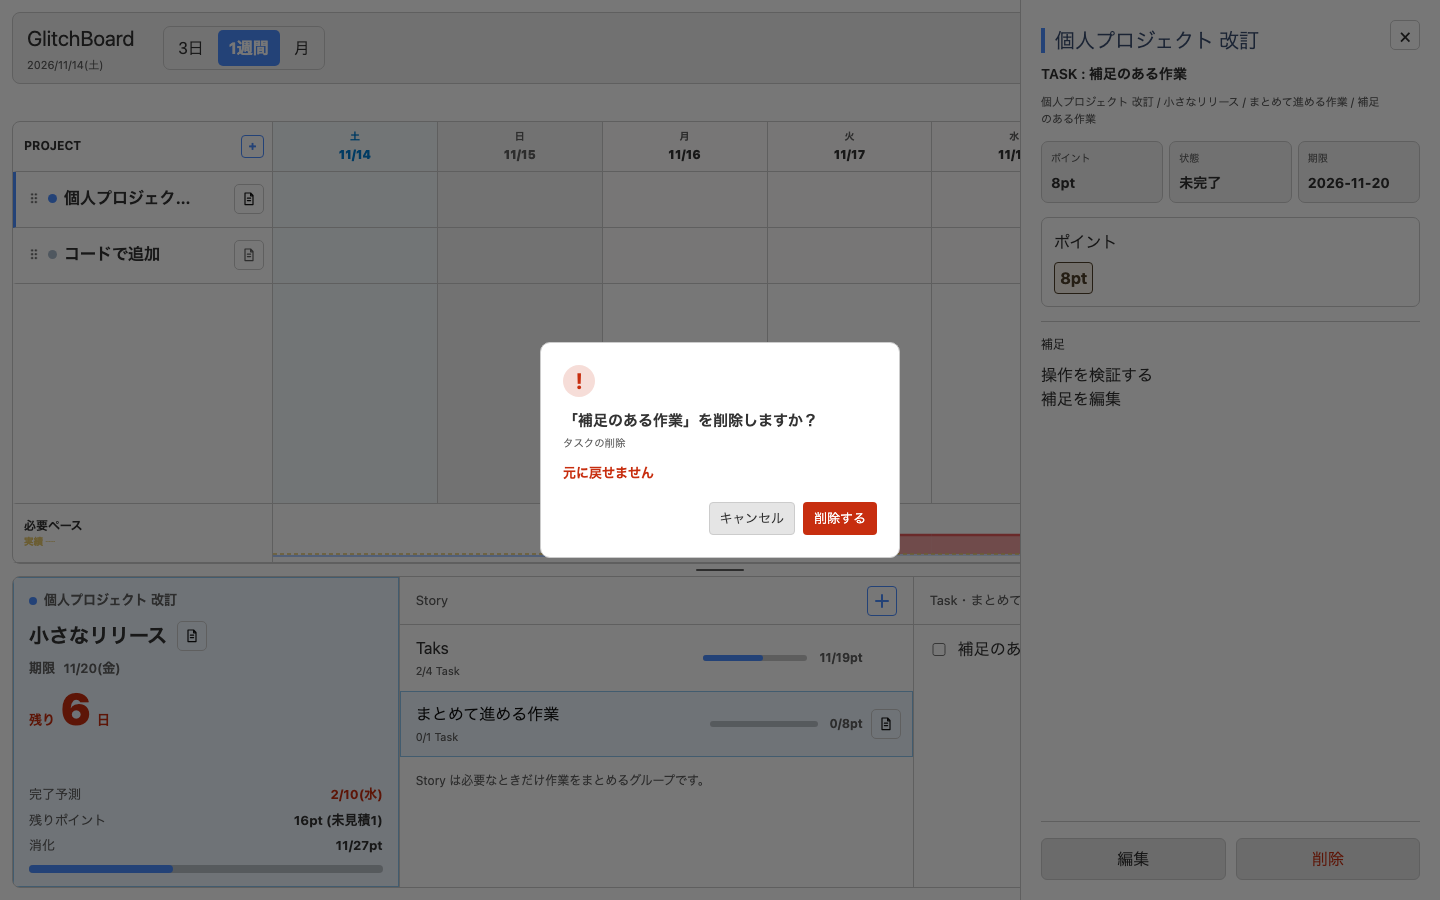 GlitchBoard
2026/11/14(土)
3日
1週間
月
PROJECT
+
土
11/14
日
11/15
月
11/16
火
11/17
水
個人プロジェク...
コードで追加
必要ペース
実績 —
「補足のある作業」を削除しますか？
タスクの削除
元に戻せません
キャンセル
削除する
個人プロジェクト 改訂
小さなリリース
期限 11/20(金)
残り 6 日
完了予測 2/10(水)
残りポイント 16pt (未見積1)
消化 11/27pt
Story
Taks
2/4 Task
11/19pt
まとめて進める作業
0/1 Task
0/8pt
Story は必要なときだけ作業をまとめるグループです。
Task・まとめて
補足のあ
個人プロジェクト 改訂
TASK : 補足のある作業
個人プロジェクト 改訂 / 小さなリリース / まとめて進める作業 / 補足
のある作業
ポイント
8pt
状態
未完了
期限
2026-11-20
ポイント
8pt
補足
操作を検証する
補足を編集
編集
削除